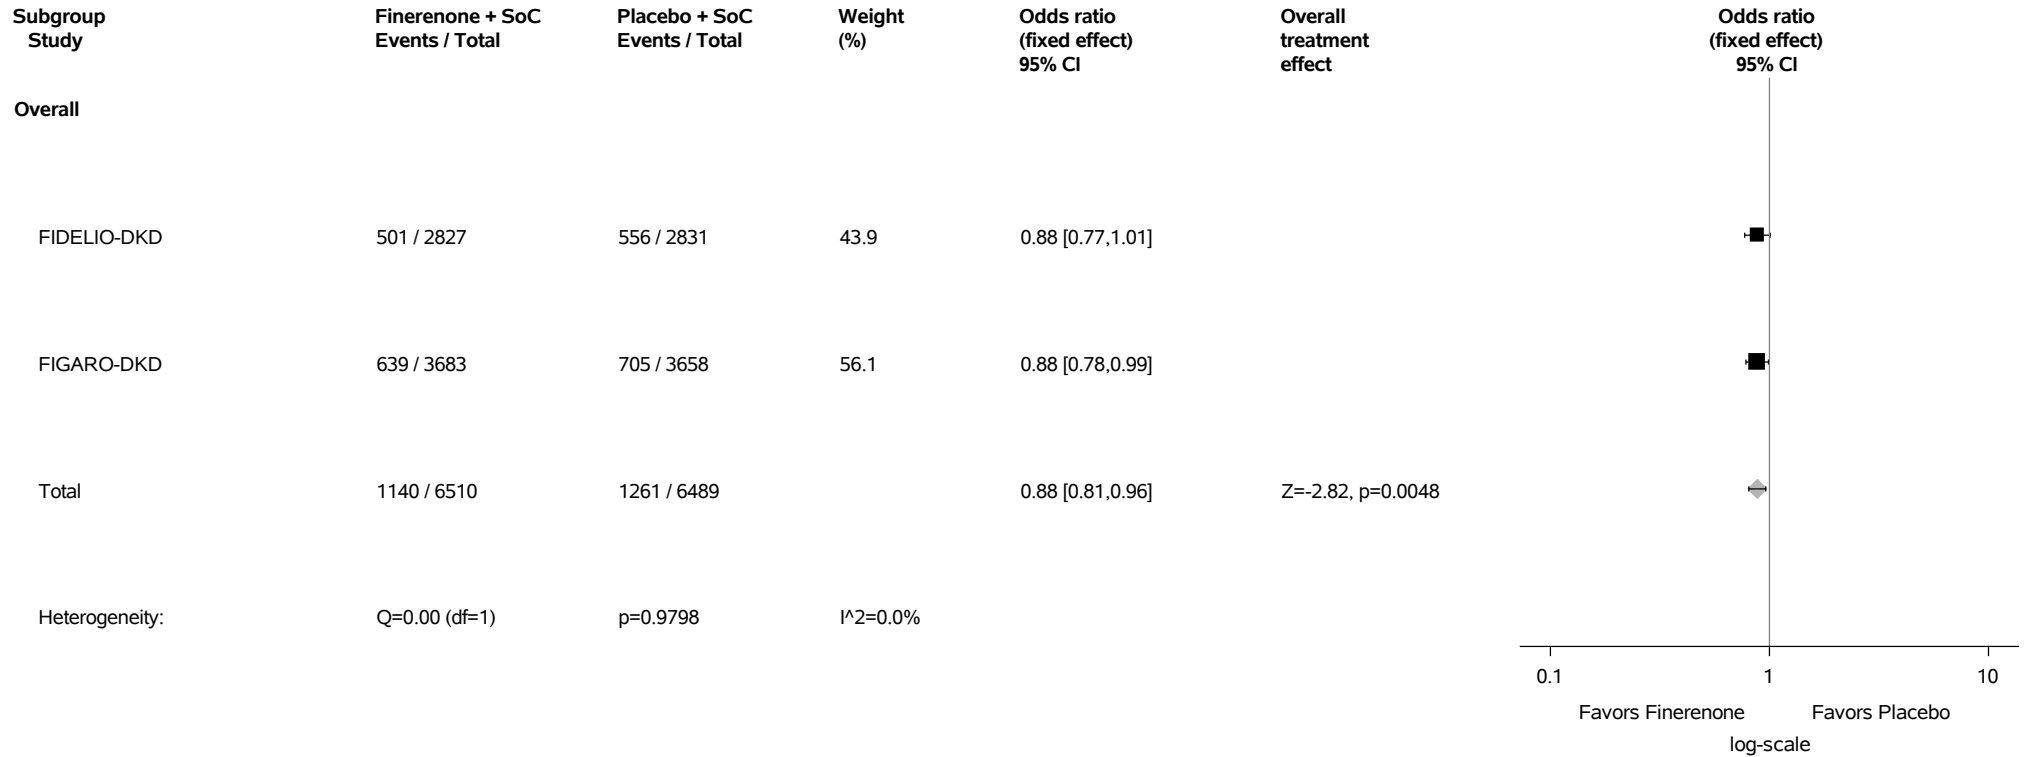 Subgroup Finerenone + SoC Placebo + SoC Weight Odds ratio Overall Odds ratio
Study Events / Total Events / Total (%) (fixed effect) treatment (fixed effect)
95% CI effect 95% CI
Overall
FIDELIO-DKD 501 / 2827 556 / 2831 43.9 0.88 [0.77,1.01]
FIGARO-DKD 639 / 3683 705 / 3658 56.1 0.88 [0.78,0.99]
Total 1140 / 6510 1261 / 6489 0.88 [0.81,0.96] Z=-2.82, p=0.0048
Heterogeneity: Q=0.00 (df=1) p=0.9798 I^2=0.0%
0.1 1 10
Favors Finerenone Favors Placebo
log-scale